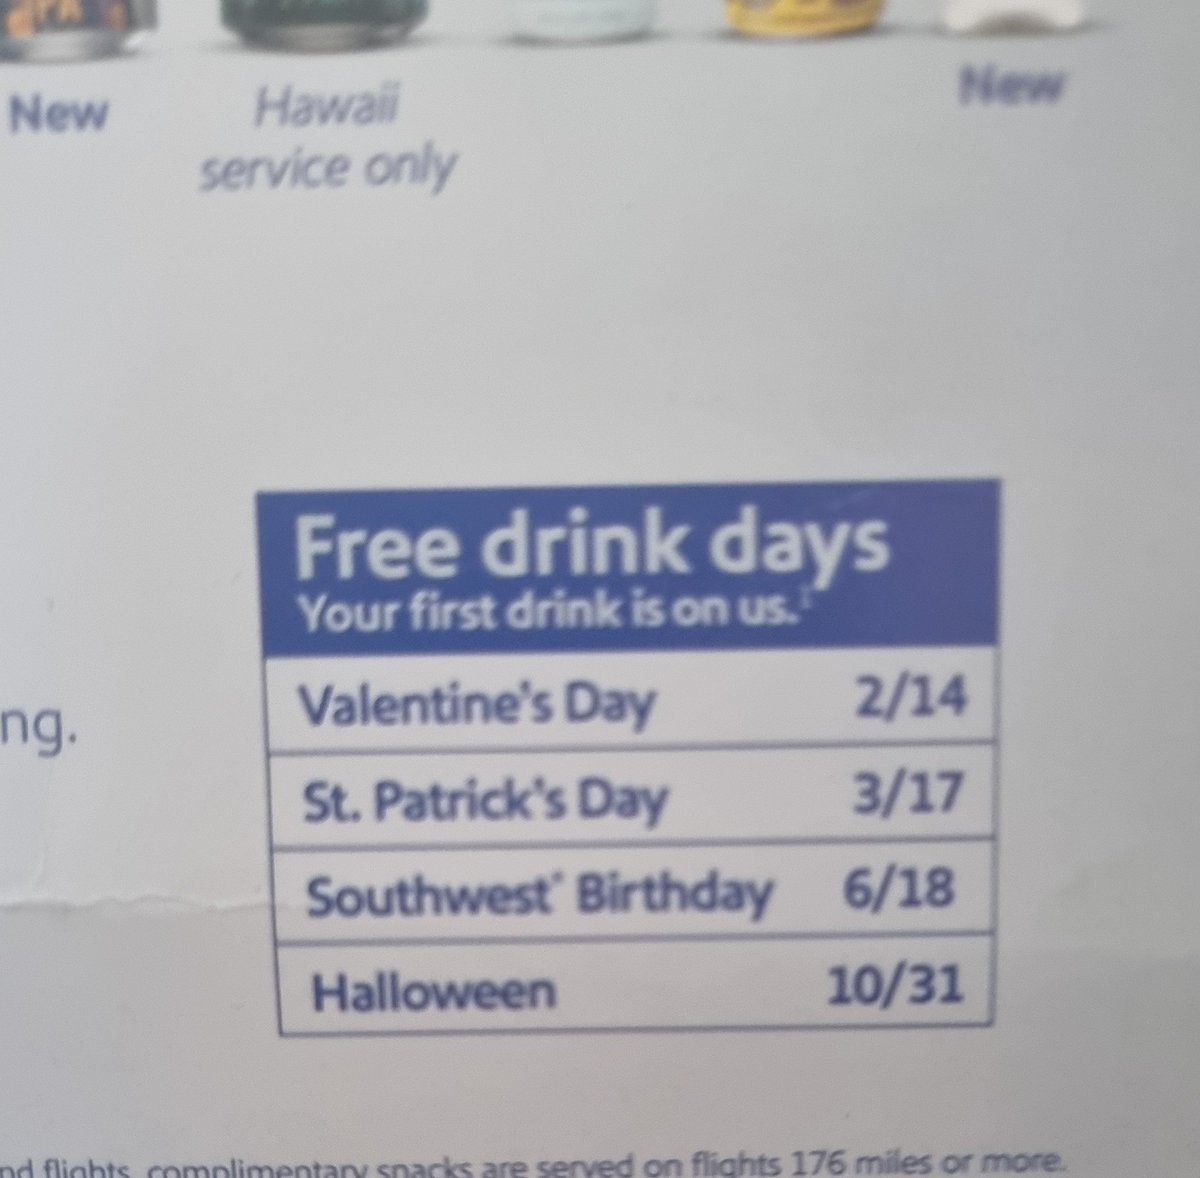 New
Hawaii
service only
New
Free drink days
Your first drink is on us.
Valentine's Day 2/14
St. Patrick's Day 3/17
ng.
Southwest Birthday 6/18
Halloween 10/31
nd flights, complimentary snacks are served on flights 176 miles or more.